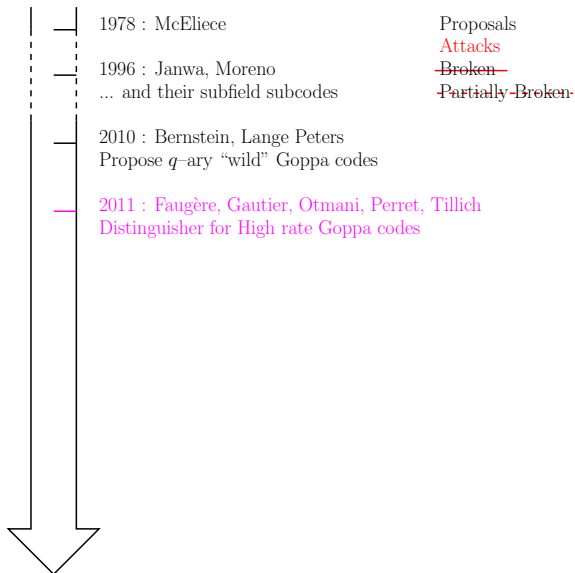 1978 : McEliece
1996 : Janwa, Moreno
... and their subfield subcodes
2010 : Bernstein, Lange Peters
Propose q–ary “wild” Goppa codes
2011 : Faugère, Gautier, Otmani, Perret, Tillich
Distinguisher for High rate Goppa codes
Proposals
Attacks
Broken
Partially Broken